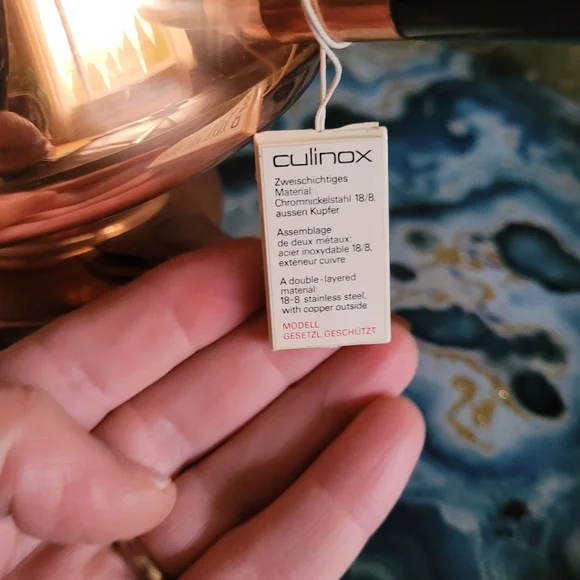 culinox
Zweischichtiges
Material:
Chromnickelstahl 18/8,
aussen Kupfer
Assemblage
de deux métaux:
acier inoxydable 18/8,
extérieur cuivre
A double-layered
material:
18-8 stainless steel,
with copper outside
MODELL
GESETZL.GESCHÜTZT